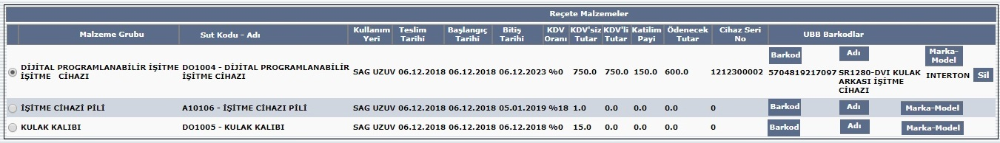 Reçete Malzemeler
Malzeme Grubu Sut Kodu - Adı Kullanım Yeri Teslim Tarihi Başlangıç Tarihi Bitiş Tarihi KDV Oranı KDV'siz Tutar KDV'li Tutar Katilim Payi Ödenecek Tutar Cihaz Seri No UBB Barkodlar
Barkod Adı Marka-Model
DİJİTAL PROGRAMLANABİLİR İŞİTME İŞİTME CİHAZI DO1004 - DİJİTAL PROGRAMLANABİLİR İŞİTME CİHAZI SAG UZUV 06.12.2018 06.12.2018 06.12.2023 %0 750.0 750.0 150.0 600.0 1212300002 5704819217097 SR1280-DVI KULAK ARKASI İŞİTME CİHAZI INTERTON Sil
İŞİTME CİHAZİ PİLİ A10106 - İŞİTME CİHAZI PİLİ SAG UZUV 06.12.2018 06.12.2018 05.01.2019 %18 1.0 0.0 0.0 0.0 0 Barkod Adı Marka-Model
KULAK KALIBI DO1005 - KULAK KALIBI SAG UZUV 06.12.2018 06.12.2018 06.12.2018 %0 15.0 0.0 0.0 0.0 0 Barkod Adı Marka-Model